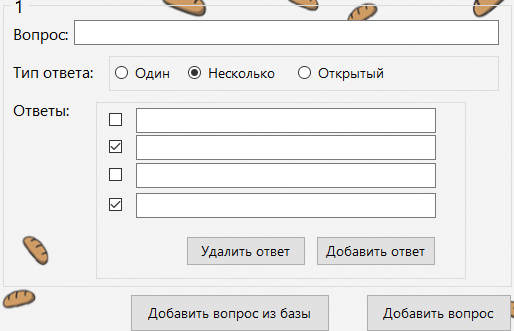 1
Вопрос:
Тип ответа: Один Несколько Открытый
Ответы:
Удалить ответ Добавить ответ
Добавить вопрос из базы Добавить вопрос